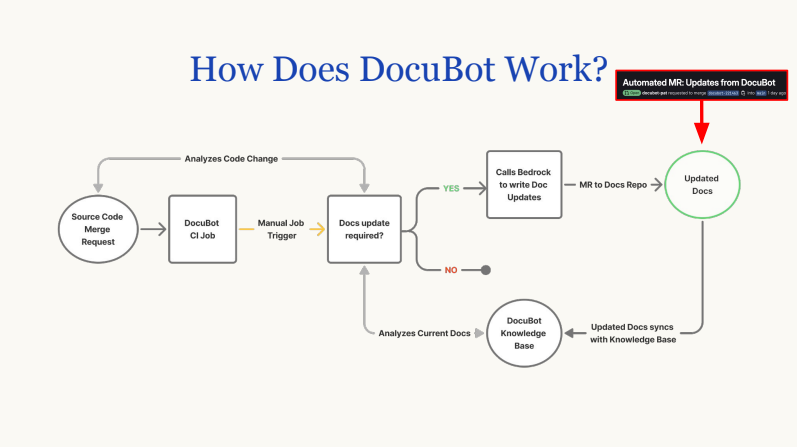 How Does DocuBot Work?
Automated MR: Updates from DocuBot
Open docubot-pat requested to merge into main 1 day ago
Analyzes Code Change
Source Code
Merge
Request
DocuBot
CI Job
Manual Job
Trigger
Docs update
required?
YES
NO
Calls Bedrock
to write Doc
Updates
MR to Docs Repo
Updated
Docs
Analyzes Current Docs
DocuBot
Knowledge
Base
Updated Docs syncs
with Knowledge Base